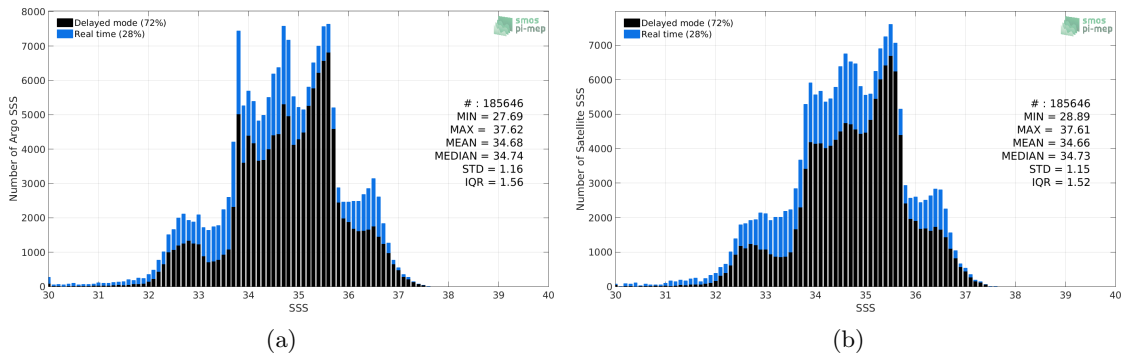 Delayed mode (72%)
Real time (28%)
smos
pi-mep
# : 185646
MIN = 27.69
MAX = 37.62
MEAN = 34.68
MEDIAN = 34.74
STD = 1.16
IQR = 1.56
Number of Argo SSS
8000
7000
6000
5000
4000
3000
2000
1000
0
30 31 32 33 34 35 36 37 38 39 40
SSS
(a)
Delayed mode (72%)
Real time (28%)
smos
pi-mep
# : 185646
MIN = 28.89
MAX = 37.61
MEAN = 34.66
MEDIAN = 34.73
STD = 1.15
IQR = 1.52
Number of Satellite SSS
7000
6000
5000
4000
3000
2000
1000
0
30 31 32 33 34 35 36 37 38 39 40
SSS
(b)